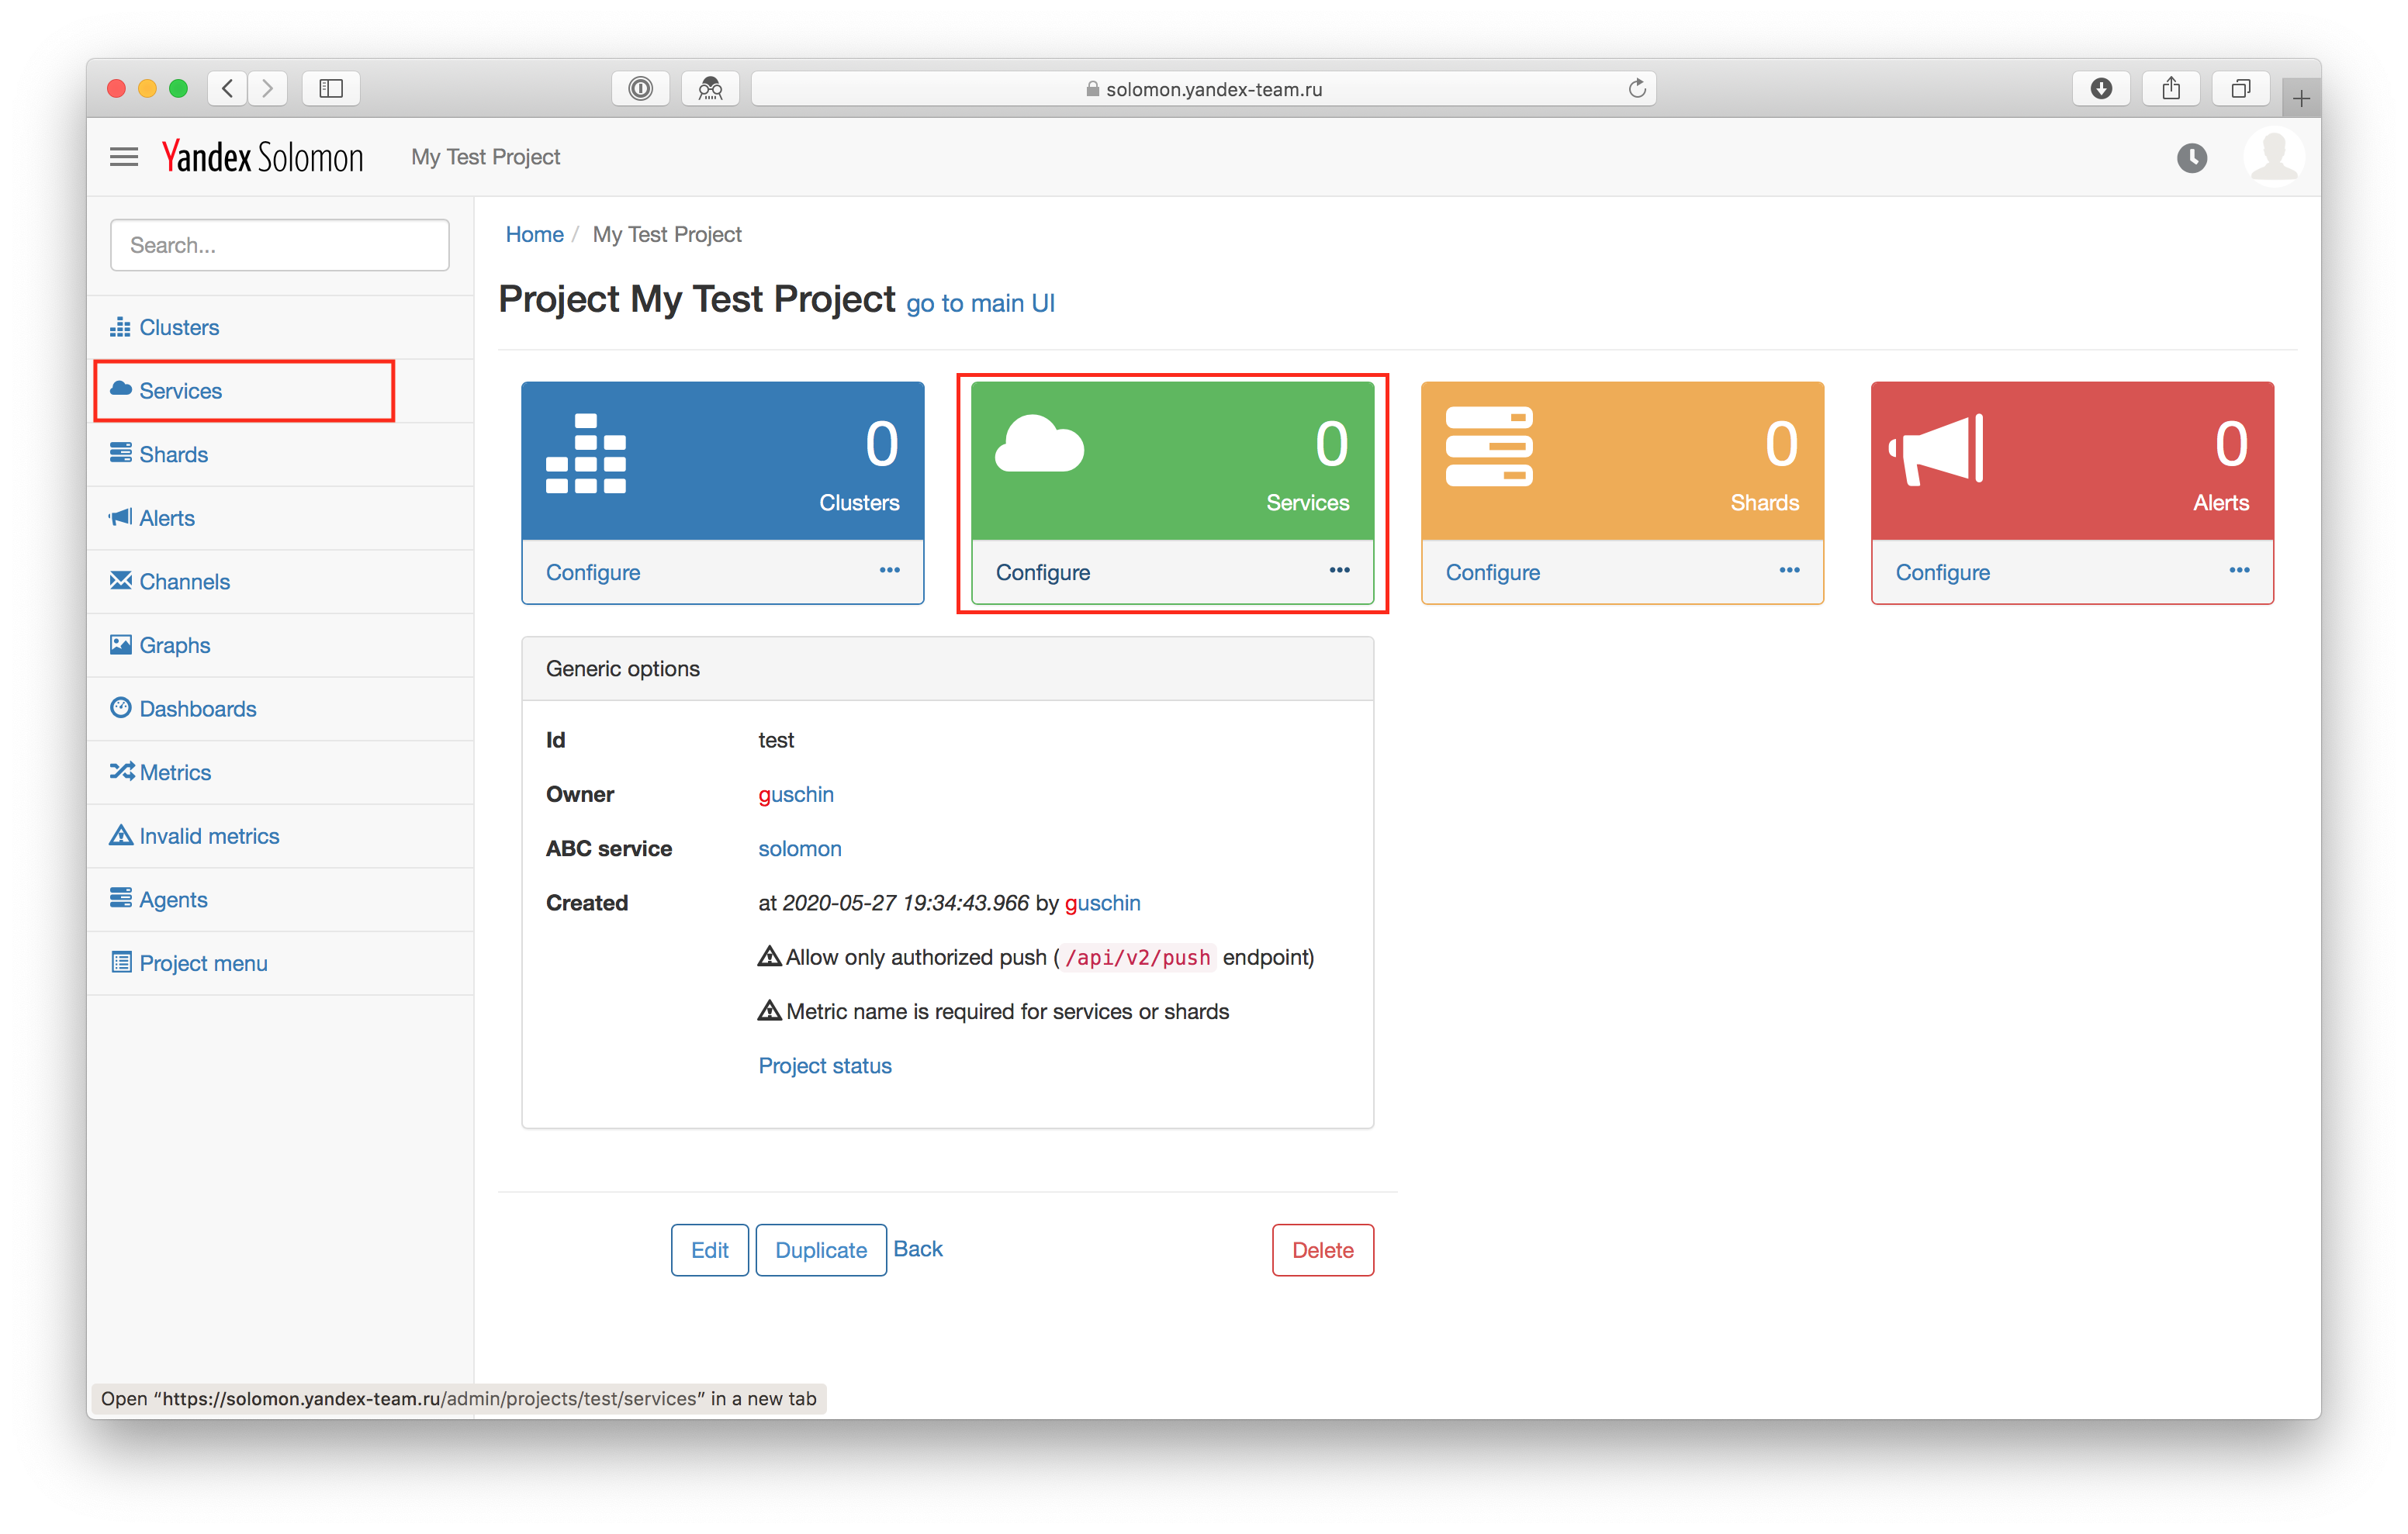 solomon.yandex-team.ru
Yandex Solomon
My Test Project
Search...
Clusters
Services
Shards
Alerts
Channels
Graphs
Dashboards
Metrics
Invalid metrics
Agents
Project menu
Home / My Test Project
Project My Test Project go to main UI
0
Clusters
Configure
0
Services
Configure
0
Shards
Configure
0
Alerts
Configure
Generic options
Id test
Owner guschin
ABC service solomon
Created at 2020-05-27 19:34:43.966 by guschin
Allow only authorized push ( /api/v2/push endpoint)
Metric name is required for services or shards
Project status
Edit Duplicate Back Delete
Open “https://solomon.yandex-team.ru/admin/projects/test/services” in a new tab